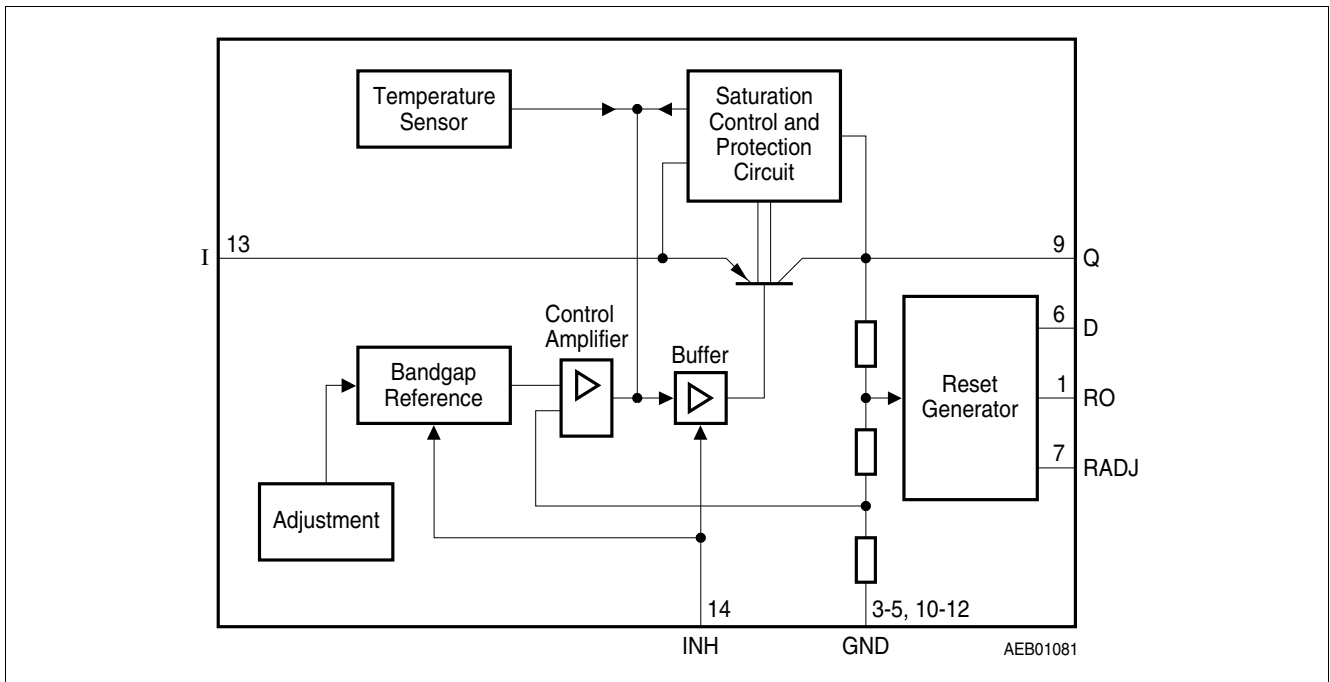 Temperature
Sensor
Saturation
Control and
Protection
Circuit
13
I
9
Q
Control
Amplifier
Buffer
Bandgap
Reference
Reset
Generator
6
D
1
RO
7
RADJ
Adjustment
14
3-5, 10-12
INH
GND
AEB01081